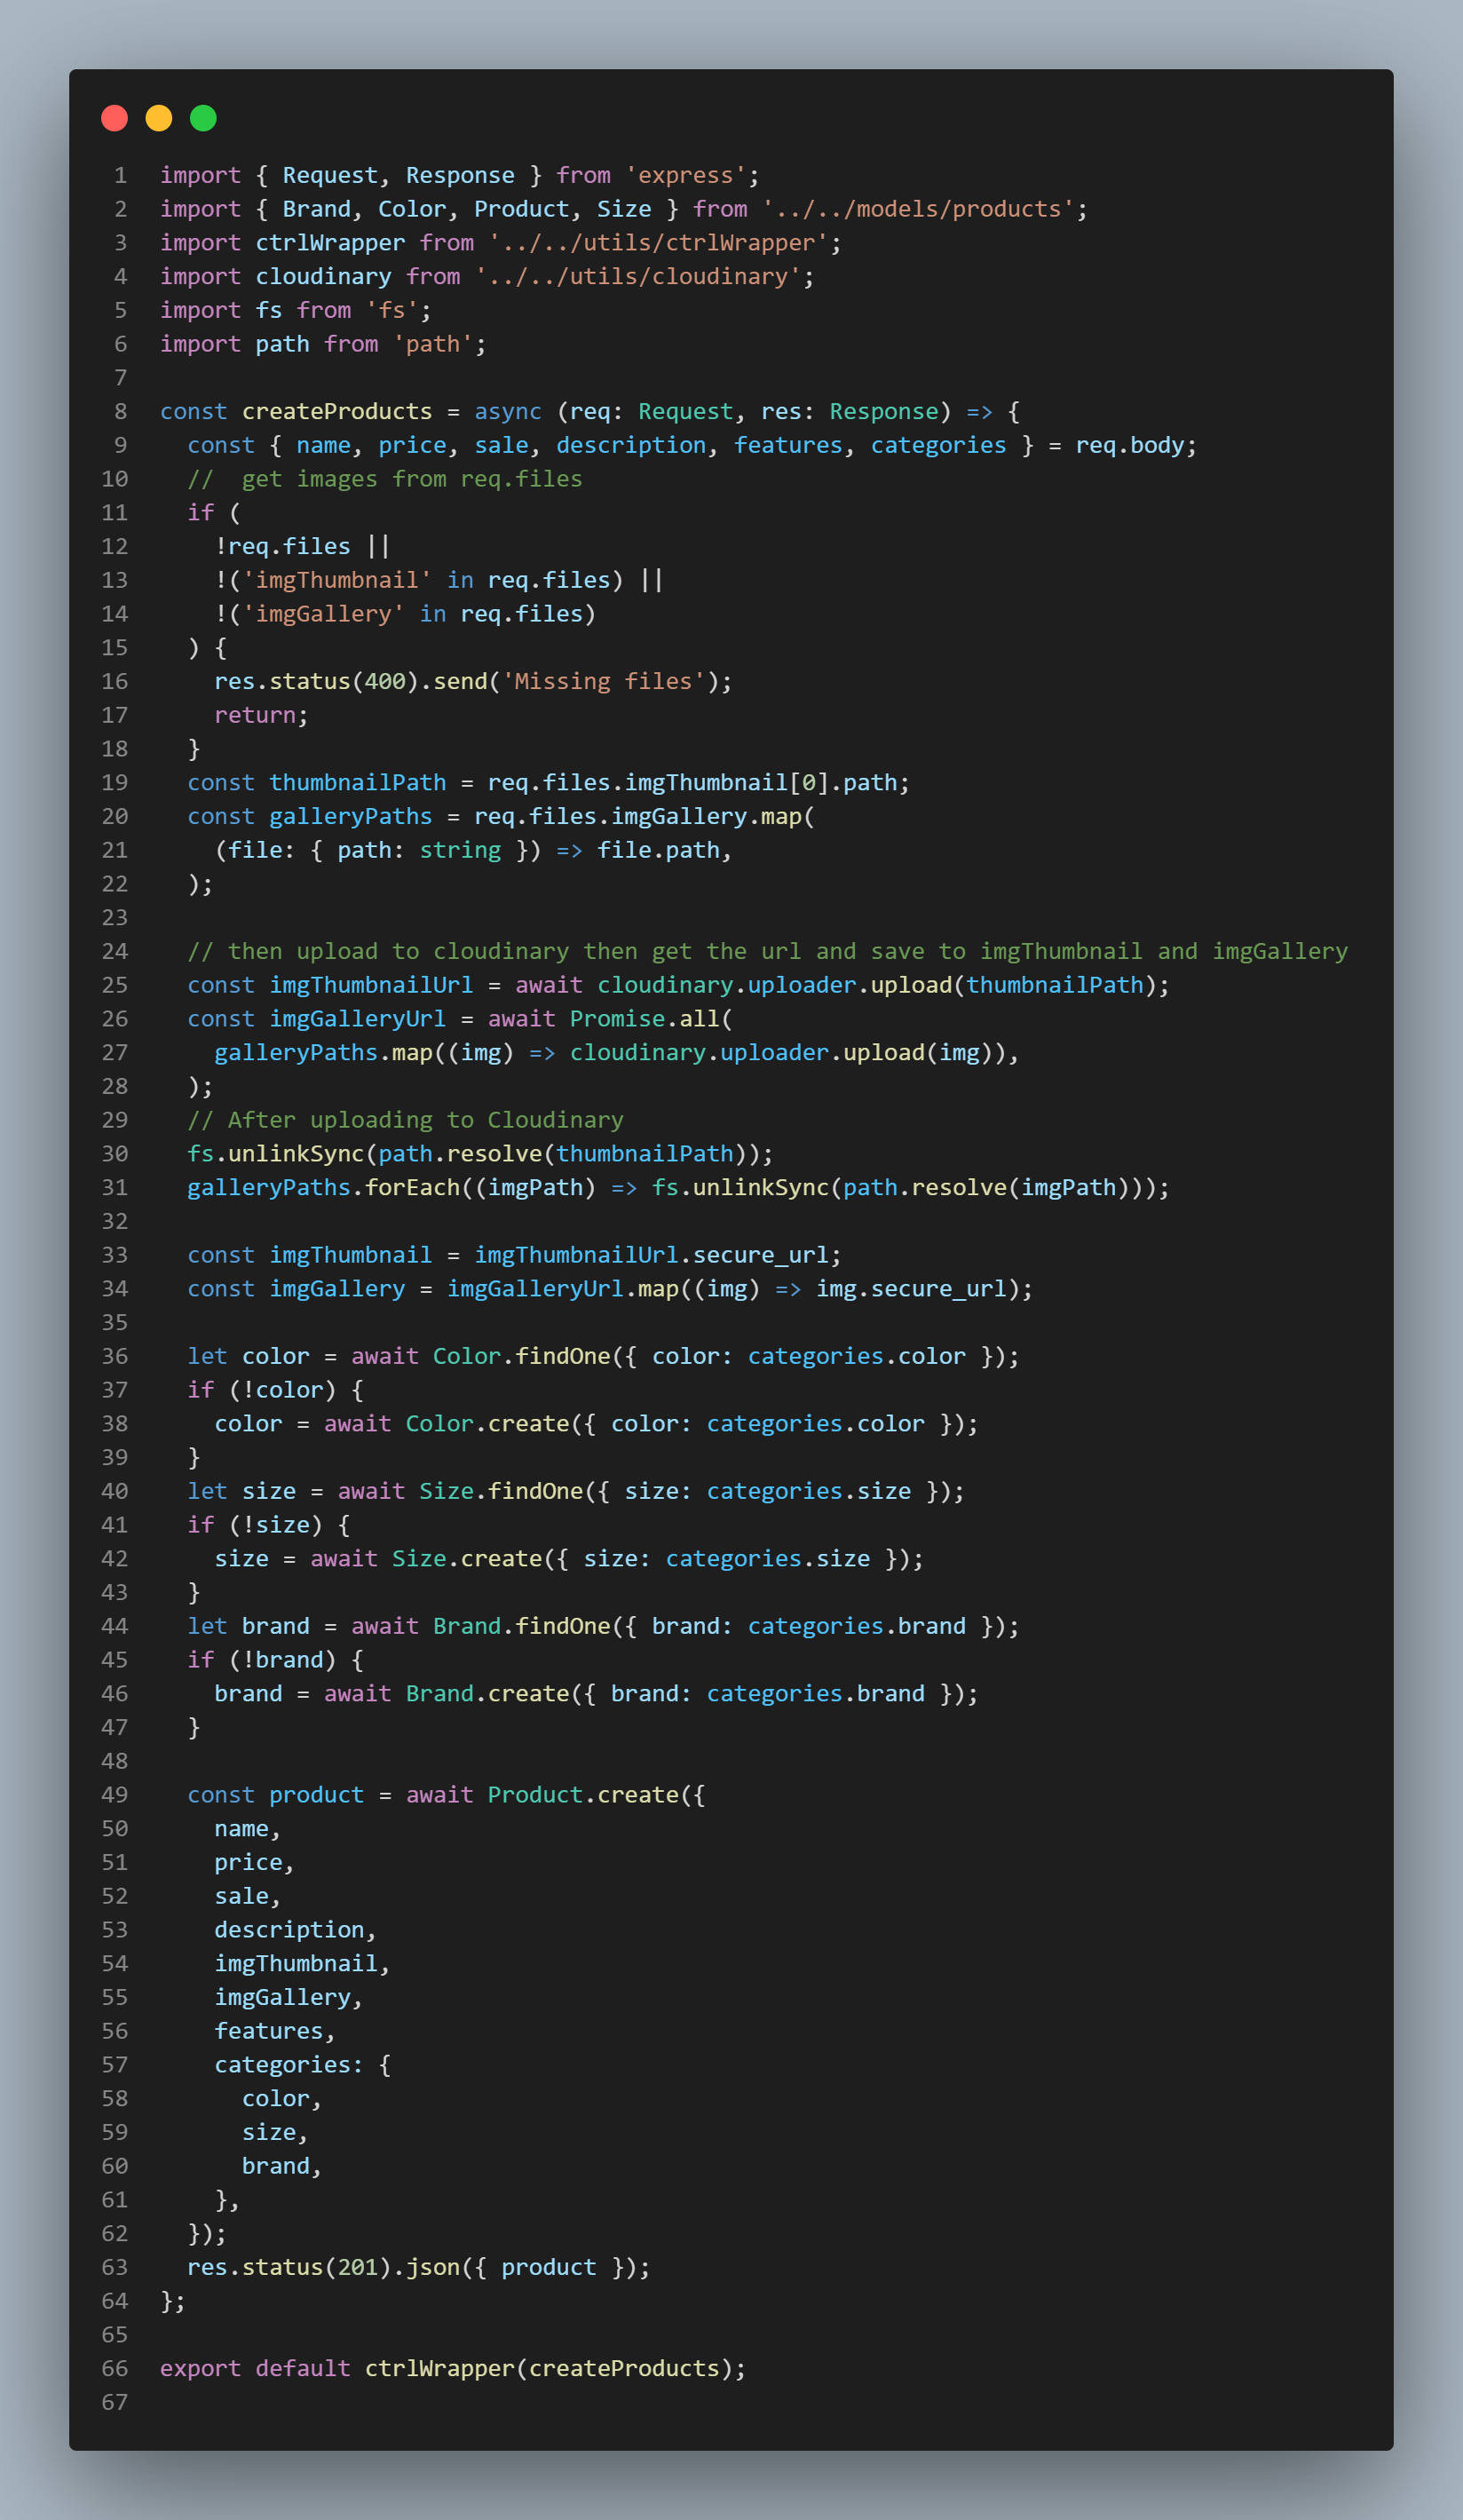 1 import { Request, Response } from 'express';
2 import { Brand, Color, Product, Size } from '../../models/products';
3 import ctrlWrapper from '../../utils/ctrlWrapper';
4 import cloudinary from '../../utils/cloudinary';
5 import fs from 'fs';
6 import path from 'path';
7
8 const createProducts = async (req: Request, res: Response) => {
9   const { name, price, sale, description, features, categories } = req.body;
10   //  get images from req.files
11   if (
12     !req.files ||
13     !('imgThumbnail' in req.files) ||
14     !('imgGallery' in req.files)
15   ) {
16     res.status(400).send('Missing files');
17     return;
18   }
19   const thumbnailPath = req.files.imgThumbnail[0].path;
20   const galleryPaths = req.files.imgGallery.map(
21     (file: { path: string }) => file.path,
22   );
23
24   // then upload to cloudinary then get the url and save to imgThumbnail and imgGallery
25   const imgThumbnailUrl = await cloudinary.uploader.upload(thumbnailPath);
26   const imgGalleryUrl = await Promise.all(
27     galleryPaths.map((img) => cloudinary.uploader.upload(img)),
28   );
29   // After uploading to Cloudinary
30   fs.unlinkSync(path.resolve(thumbnailPath));
31   galleryPaths.forEach((imgPath) => fs.unlinkSync(path.resolve(imgPath)));
32
33   const imgThumbnail = imgThumbnailUrl.secure_url;
34   const imgGallery = imgGalleryUrl.map((img) => img.secure_url);
35
36   let color = await Color.findOne({ color: categories.color });
37   if (!color) {
38     color = await Color.create({ color: categories.color });
39   }
40   let size = await Size.findOne({ size: categories.size });
41   if (!size) {
42     size = await Size.create({ size: categories.size });
43   }
44   let brand = await Brand.findOne({ brand: categories.brand });
45   if (!brand) {
46     brand = await Brand.create({ brand: categories.brand });
47   }
48
49   const product = await Product.create({
50     name,
51     price,
52     sale,
53     description,
54     imgThumbnail,
55     imgGallery,
56     features,
57     categories: {
58       color,
59       size,
60       brand,
61     },
62   });
63   res.status(201).json({ product });
64 };
65
66 export default ctrlWrapper(createProducts);
67